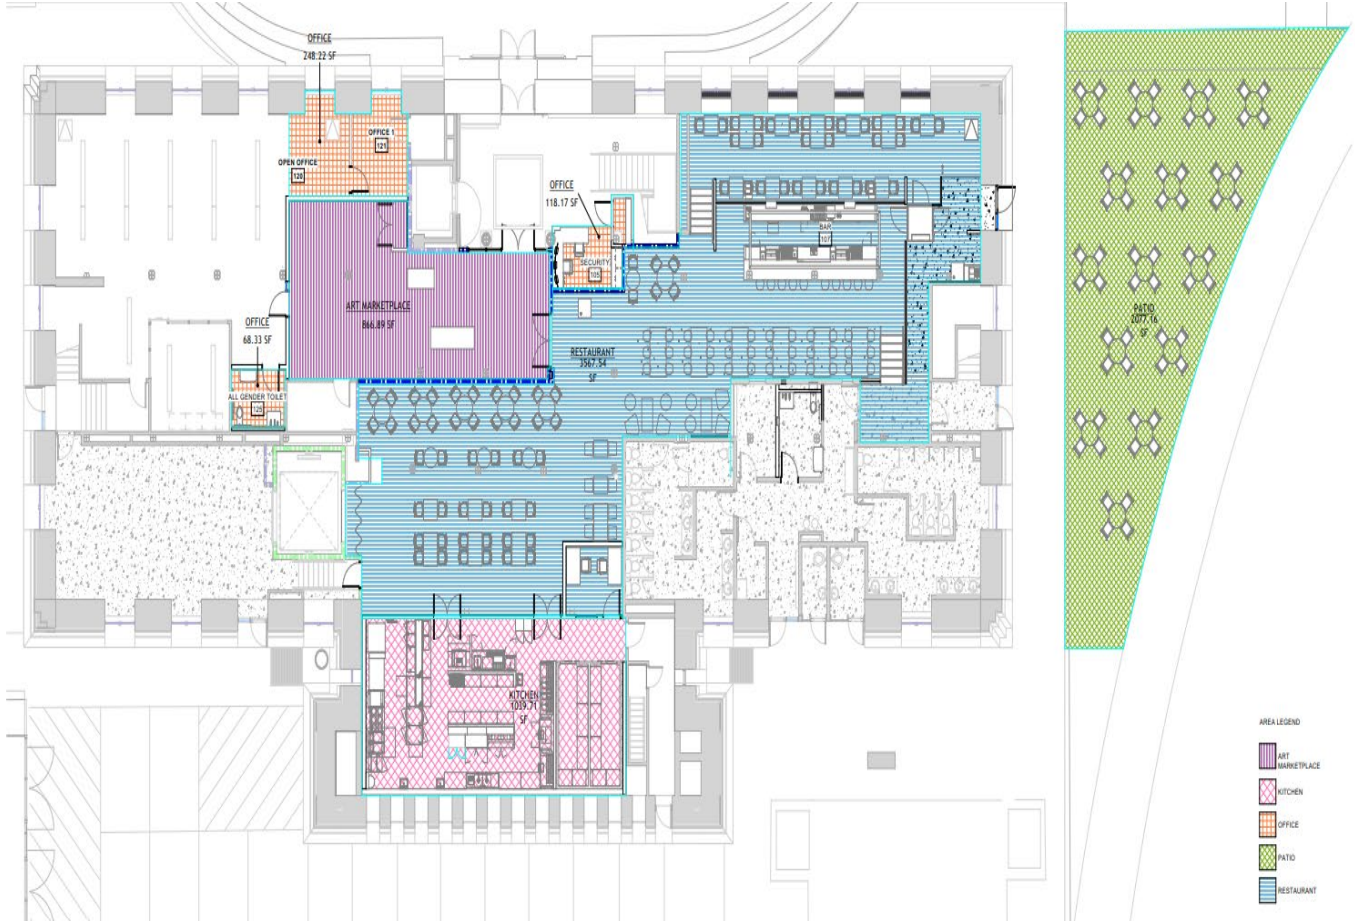 OFFICE
248.22 SF
OFFICE 1
121
OPEN OFFICE
120
OFFICE
118.17 SF
SECURITY
105
BAR
107
ART MARKETPLACE
866.89 SF
OFFICE
68.33 SF
ALL GENDER TOILET
125
RESTAURANT
3567.54
SF
PATIO
2077.16
SF
KITCHEN
1039.71
SF
AREA LEGEND
ART
MARKETPLACE
KITCHEN
OFFICE
PATIO
RESTAURANT